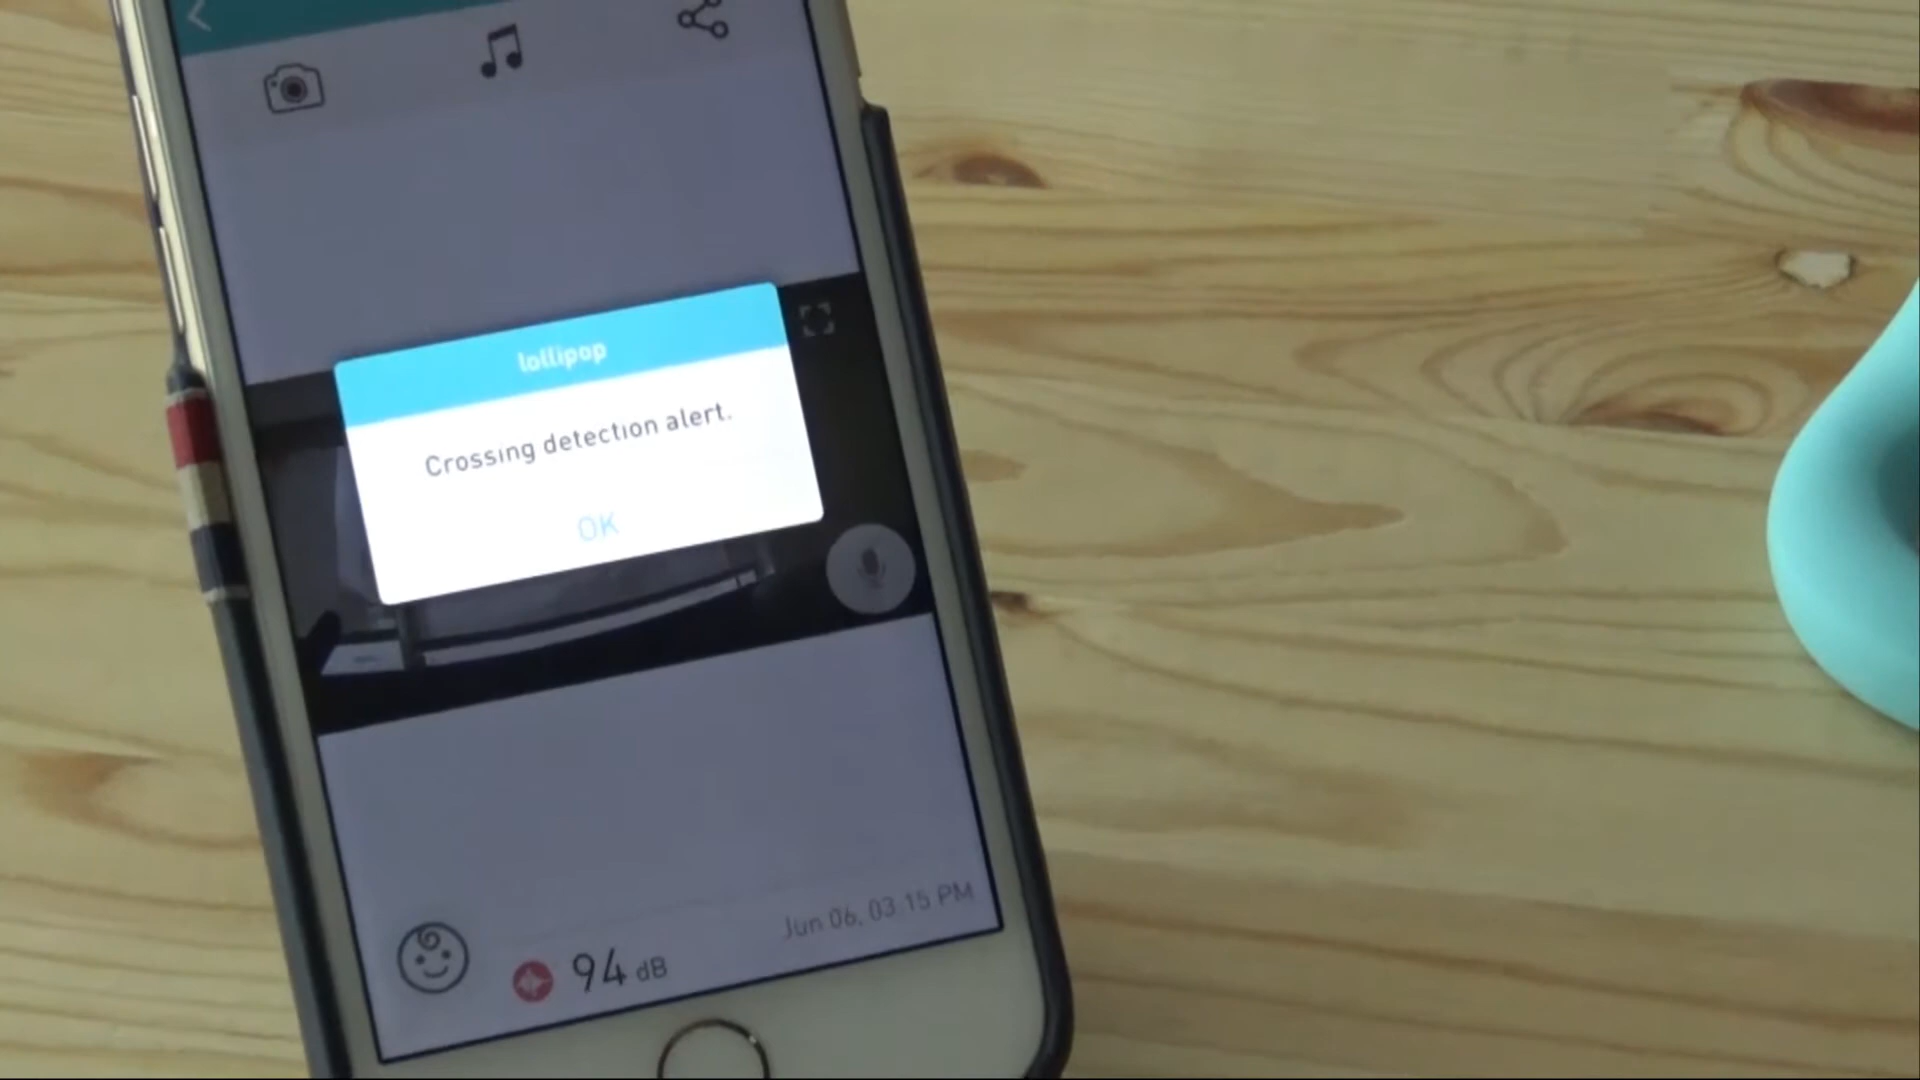 lollipop
Crossing detection alert.
OK
Jun 06, 03:15 PM
94 dB